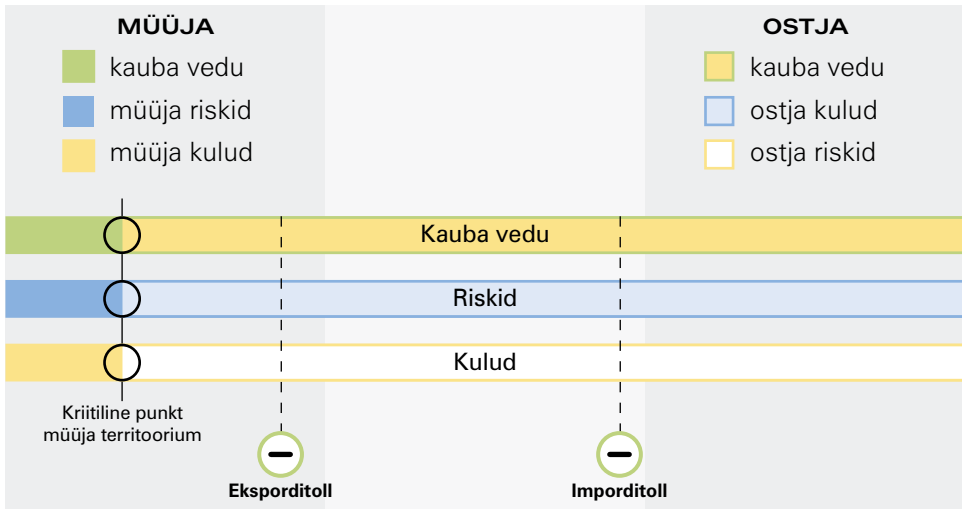 MÜÜJA
kauba vedu
müüja riskid
müüja kulud
OSTJA
kauba vedu
ostja kulud
ostja riskid
Kauba vedu
Riskid
Kulud
Kriitiline punkt
müüja territoorium
Eksporditoll
Imporditoll